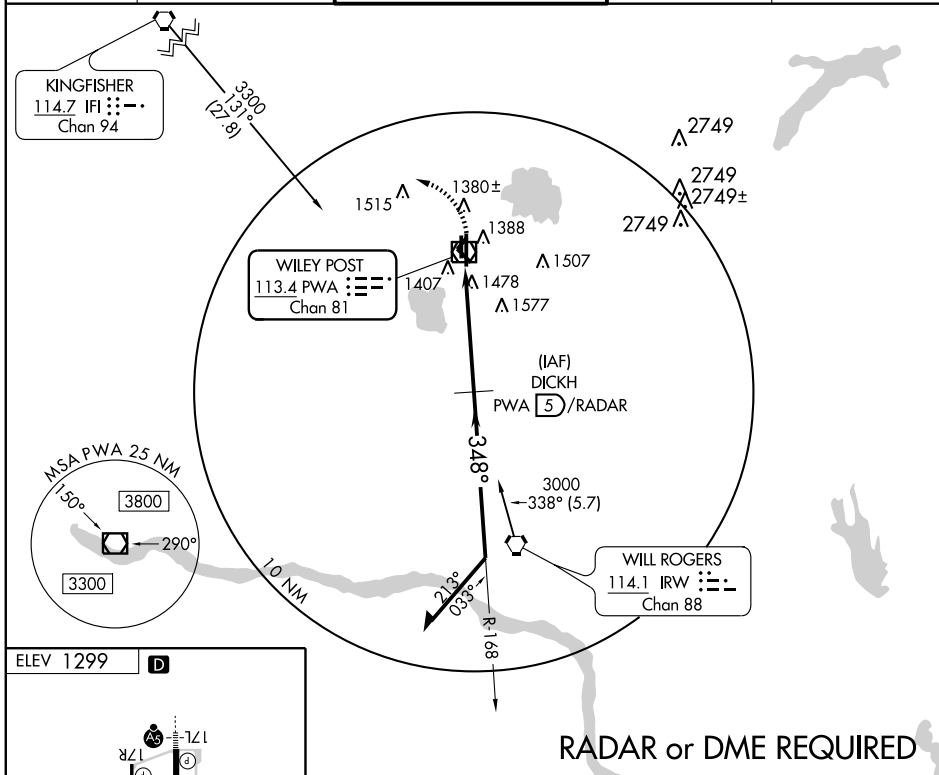 KINGFISHER
114.7 IFI
Chan 94
3300
131°
(27.8)
2749
2749
2749±
2749
1515
1380±
1388
1507
WILEY POST
113.4 PWA
Chan 81
1407
1478
1577
(IAF)
DICKH
PWA 5 /RADAR
348°
3000
338° (5.7)
MSA PWA 25 NM
150°
3800
290°
3300
10 NM
213°
033°
R-168
WILL ROGERS
114.1 IRW
Chan 88
ELEV 1299
D
A5
17L
17R
P
RADAR or DME REQUIRED